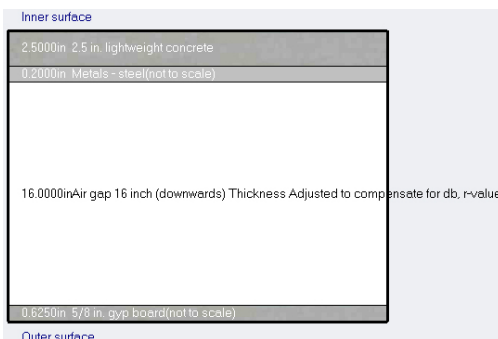 Inner surface
2.5000in 2.5 in. lightweight concrete
0.2000in Metals - steel(not to scale)
16.0000inAir gap 16 inch (downwards) Thickness Adjusted to compensate for db, r-value
0.6250in 5/8 in. gyp board(not to scale)
Outer surface